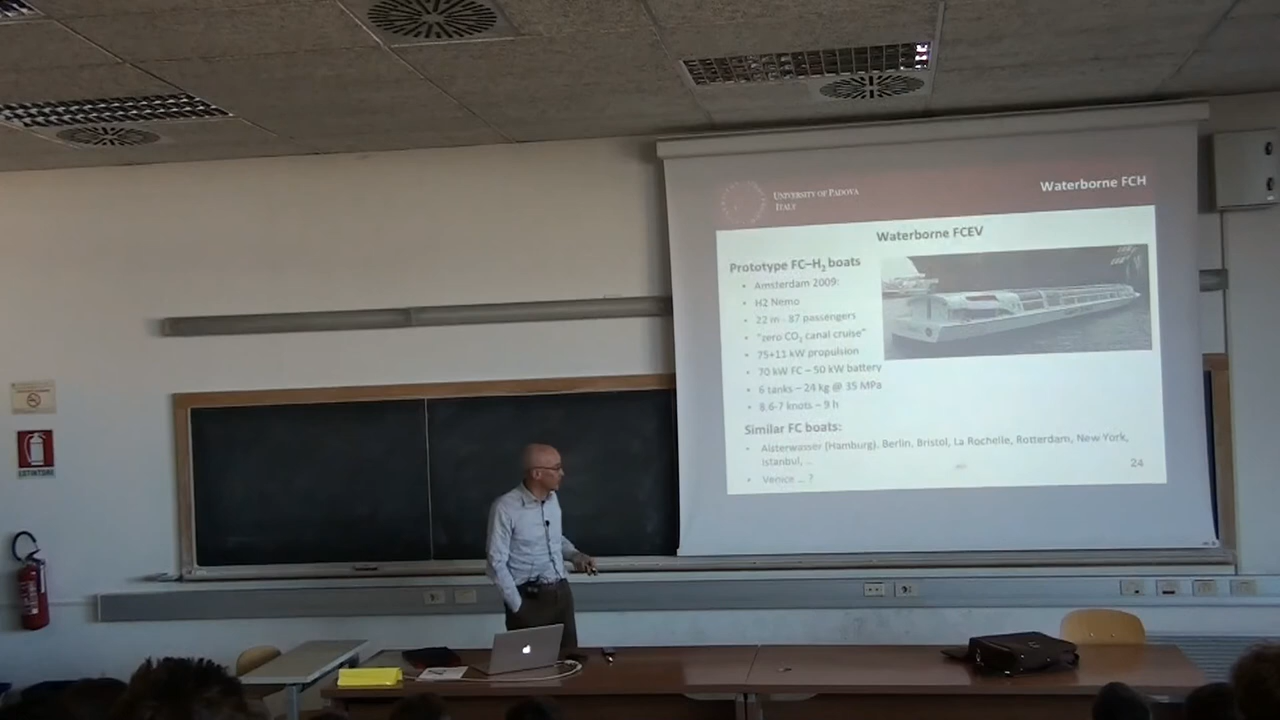 UNIVERSITY OF PADOVA
ITALY
Waterborne FCH
Waterborne FCEV
Prototype FC–H₂ boats
• Amsterdam 2009:
• H2 Nemo
• 22 m - 87 passengers
• "zero CO₂ canal cruise"
• 75+11 kW propulsion
• 70 kW FC – 50 kW battery
• 6 tanks – 24 kg @ 35 MPa
• 8.6-7 knots – 9 h
Similar FC boats:
• Alsterwasser (Hamburg). Berlin, Bristol, La Rochelle, Rotterdam, New York,
Istanbul, ...
• Venice ... ?
24
ESTINTORE